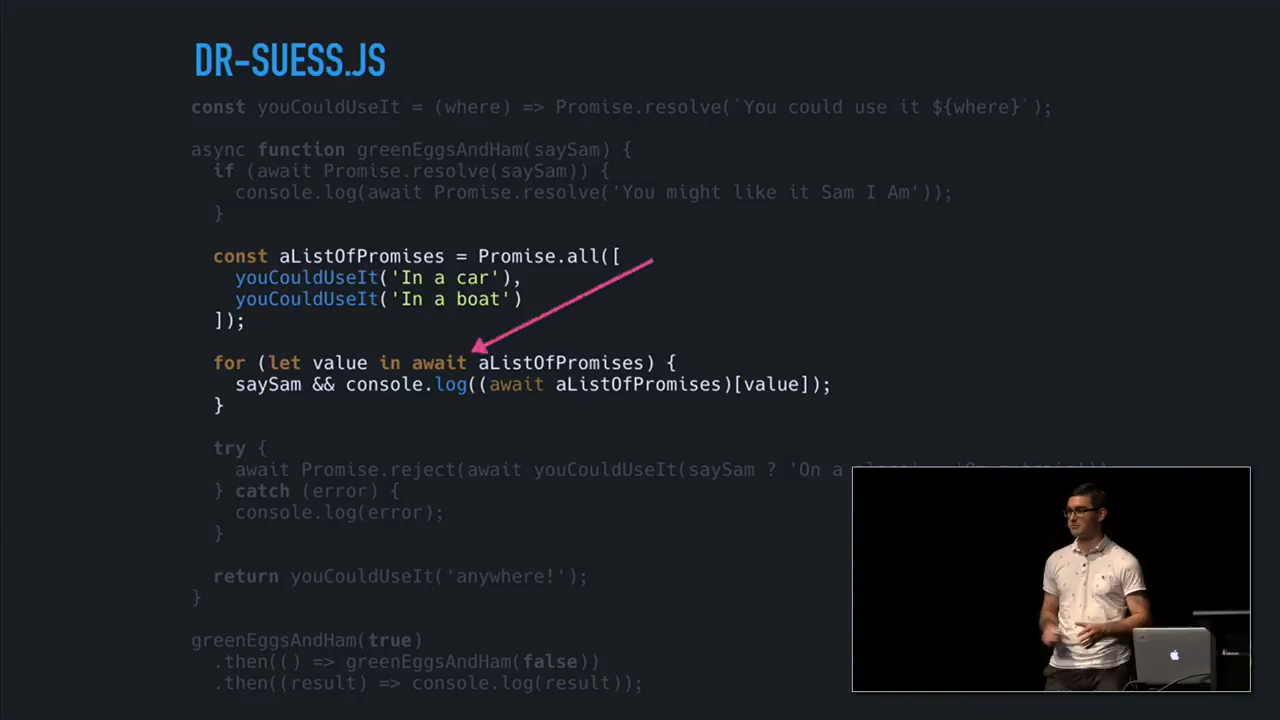 DR-SUESS.JS
const youCouldUseIt = (where) => Promise.resolve(`You could use it ${where}`);
async function greenEggsAndHam(saySam) {
if (await Promise.resolve(saySam)) {
console.log(await Promise.resolve('You might like it Sam I Am'));
}
const aListOfPromises = Promise.all([
youCouldUseIt('In a car'),
youCouldUseIt('In a boat')
]);
for (let value in await aListOfPromises) {
saySam && console.log((await aListOfPromises)[value]);
}
try {
await Promise.reject(await youCouldUseIt(saySam ? 'On a
} catch (error) {
console.log(error);
}
return youCouldUseIt('anywhere!');
}
greenEggsAndHam(true)
.then(() => greenEggsAndHam(false))
.then((result) => console.log(result));